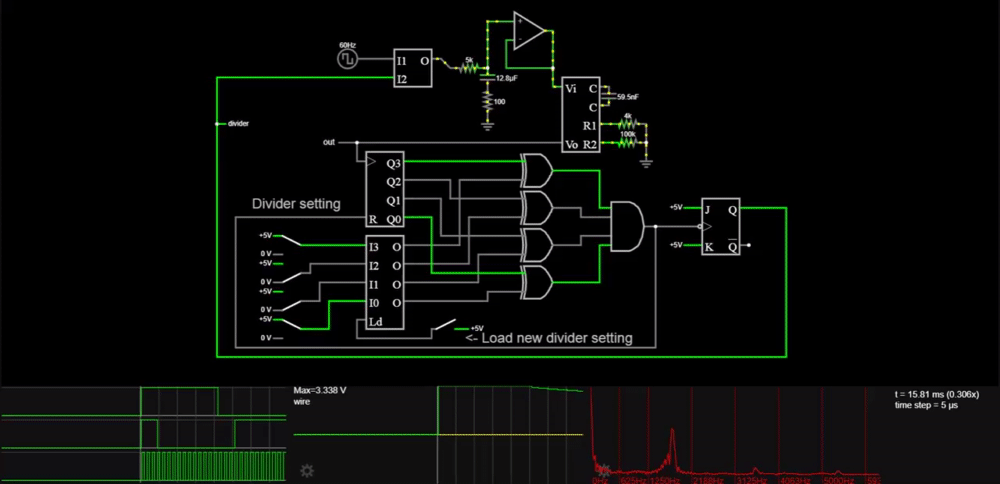 60Hz
I1 O
I2
5k
12.8μF
100
+
-
Vi C
59.5nF
C
R1
4k
Vo R2
100k
divider
out
Q3
Q2
Q1
R Q0
Divider setting
+5V
0 V
+5V
0 V
+5V
0 V
+5V
0 V
I3 O
I2 O
I1 O
I0 O
Ld
+5V
<- Load new divider setting
+5V J Q
+5V K Q
Max=3.338 V
wire
t = 15.81 ms (0.306x)
time step = 5 μs
0Hz 625Hz 1250Hz 2188Hz 3125Hz 4063Hz 5000Hz